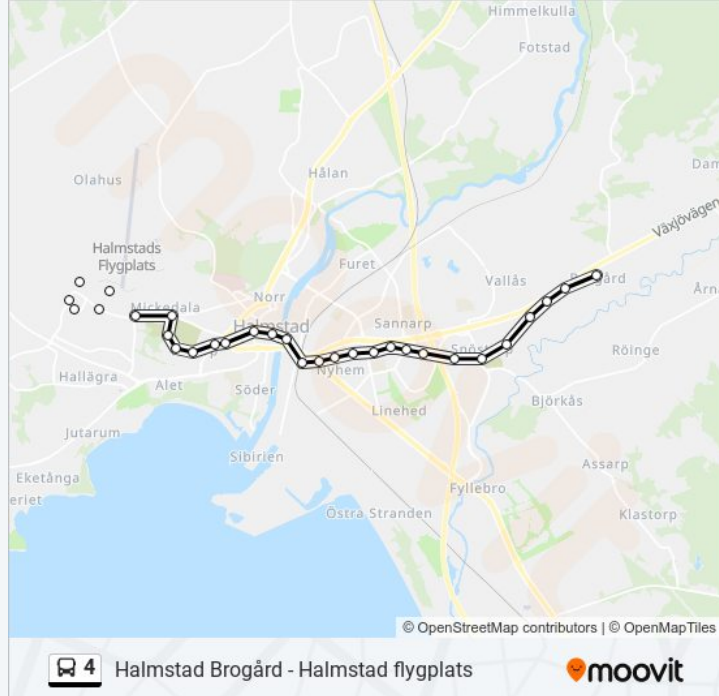 Himmelkulla
Fotstad
Olahus
Hålan
Dam
Växjövägen
Halmstads
Flygplats
Furet
Vallås
Årna
Mickedala
Norr
Halmstad
Sannarp
Röinge
Hallägra
Alet
Söder
Nyhem
Björkås
Linehed
Jutarum
Sibirien
Assarp
Eketånga
Fyllebro
eriet
Östra Stranden
Klastorp
© OpenStreetMap contributors | © OpenMapTiles
4 Halmstad Brogård - Halmstad flygplats
moovit